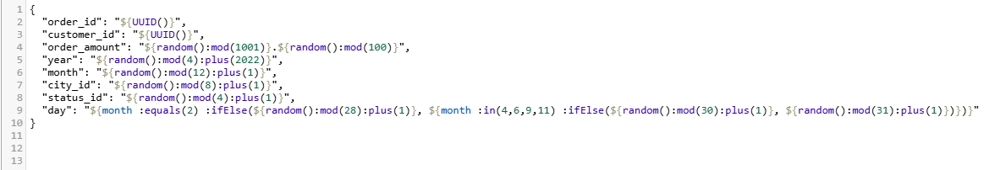 1 {
2 "order_id": "${UUID()}",
3 "customer_id": "${UUID()}",
4 "order_amount": "${random():mod(1001)}.${random():mod(100)}",
5 "year": "${random():mod(4):plus(2022)}",
6 "month": "${random():mod(12):plus(1)}",
7 "city_id": "${random():mod(8):plus(1)}",
8 "status_id": "${random():mod(4):plus(1)}",
9 "day": "${month :equals(2) :ifElse(${random():mod(28):plus(1)}, ${month :in(4,6,9,11) :ifElse(${random():mod(30):plus(1)}, ${random():mod(31):plus(1)})})}"
10 }
11
12
13